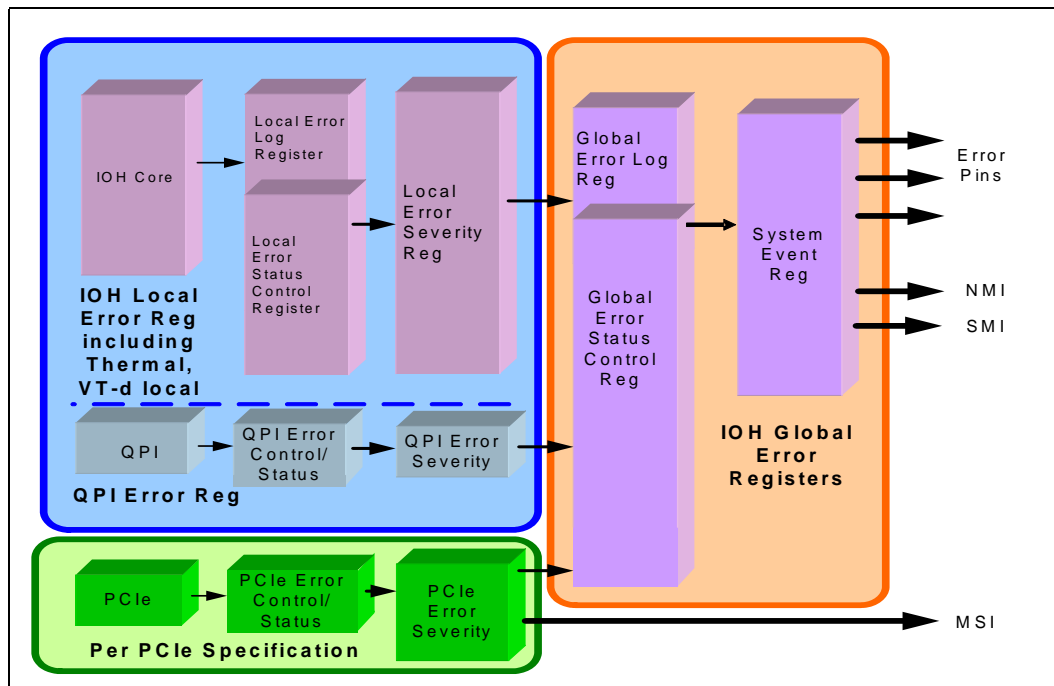 IOH Core
Local Error
Log
Register
Local
Error
Status
Control
Register
Local
Error
Severity
Reg
IOH Local
Error Reg
including
Thermal,
VT-d local
QPI
QPI Error
Control/
Status
QPI Error
Severity
QPI Error Reg
PCIe
PCIe Error
Control/
Status
PCIe
Error
Severity
Per PCIe Specification
Global
Error Log
Reg
Global
Error
Status
Control
Reg
System
Event
Reg
IOH Global
Error
Registers
Error
Pins
NMI
SMI
MSI